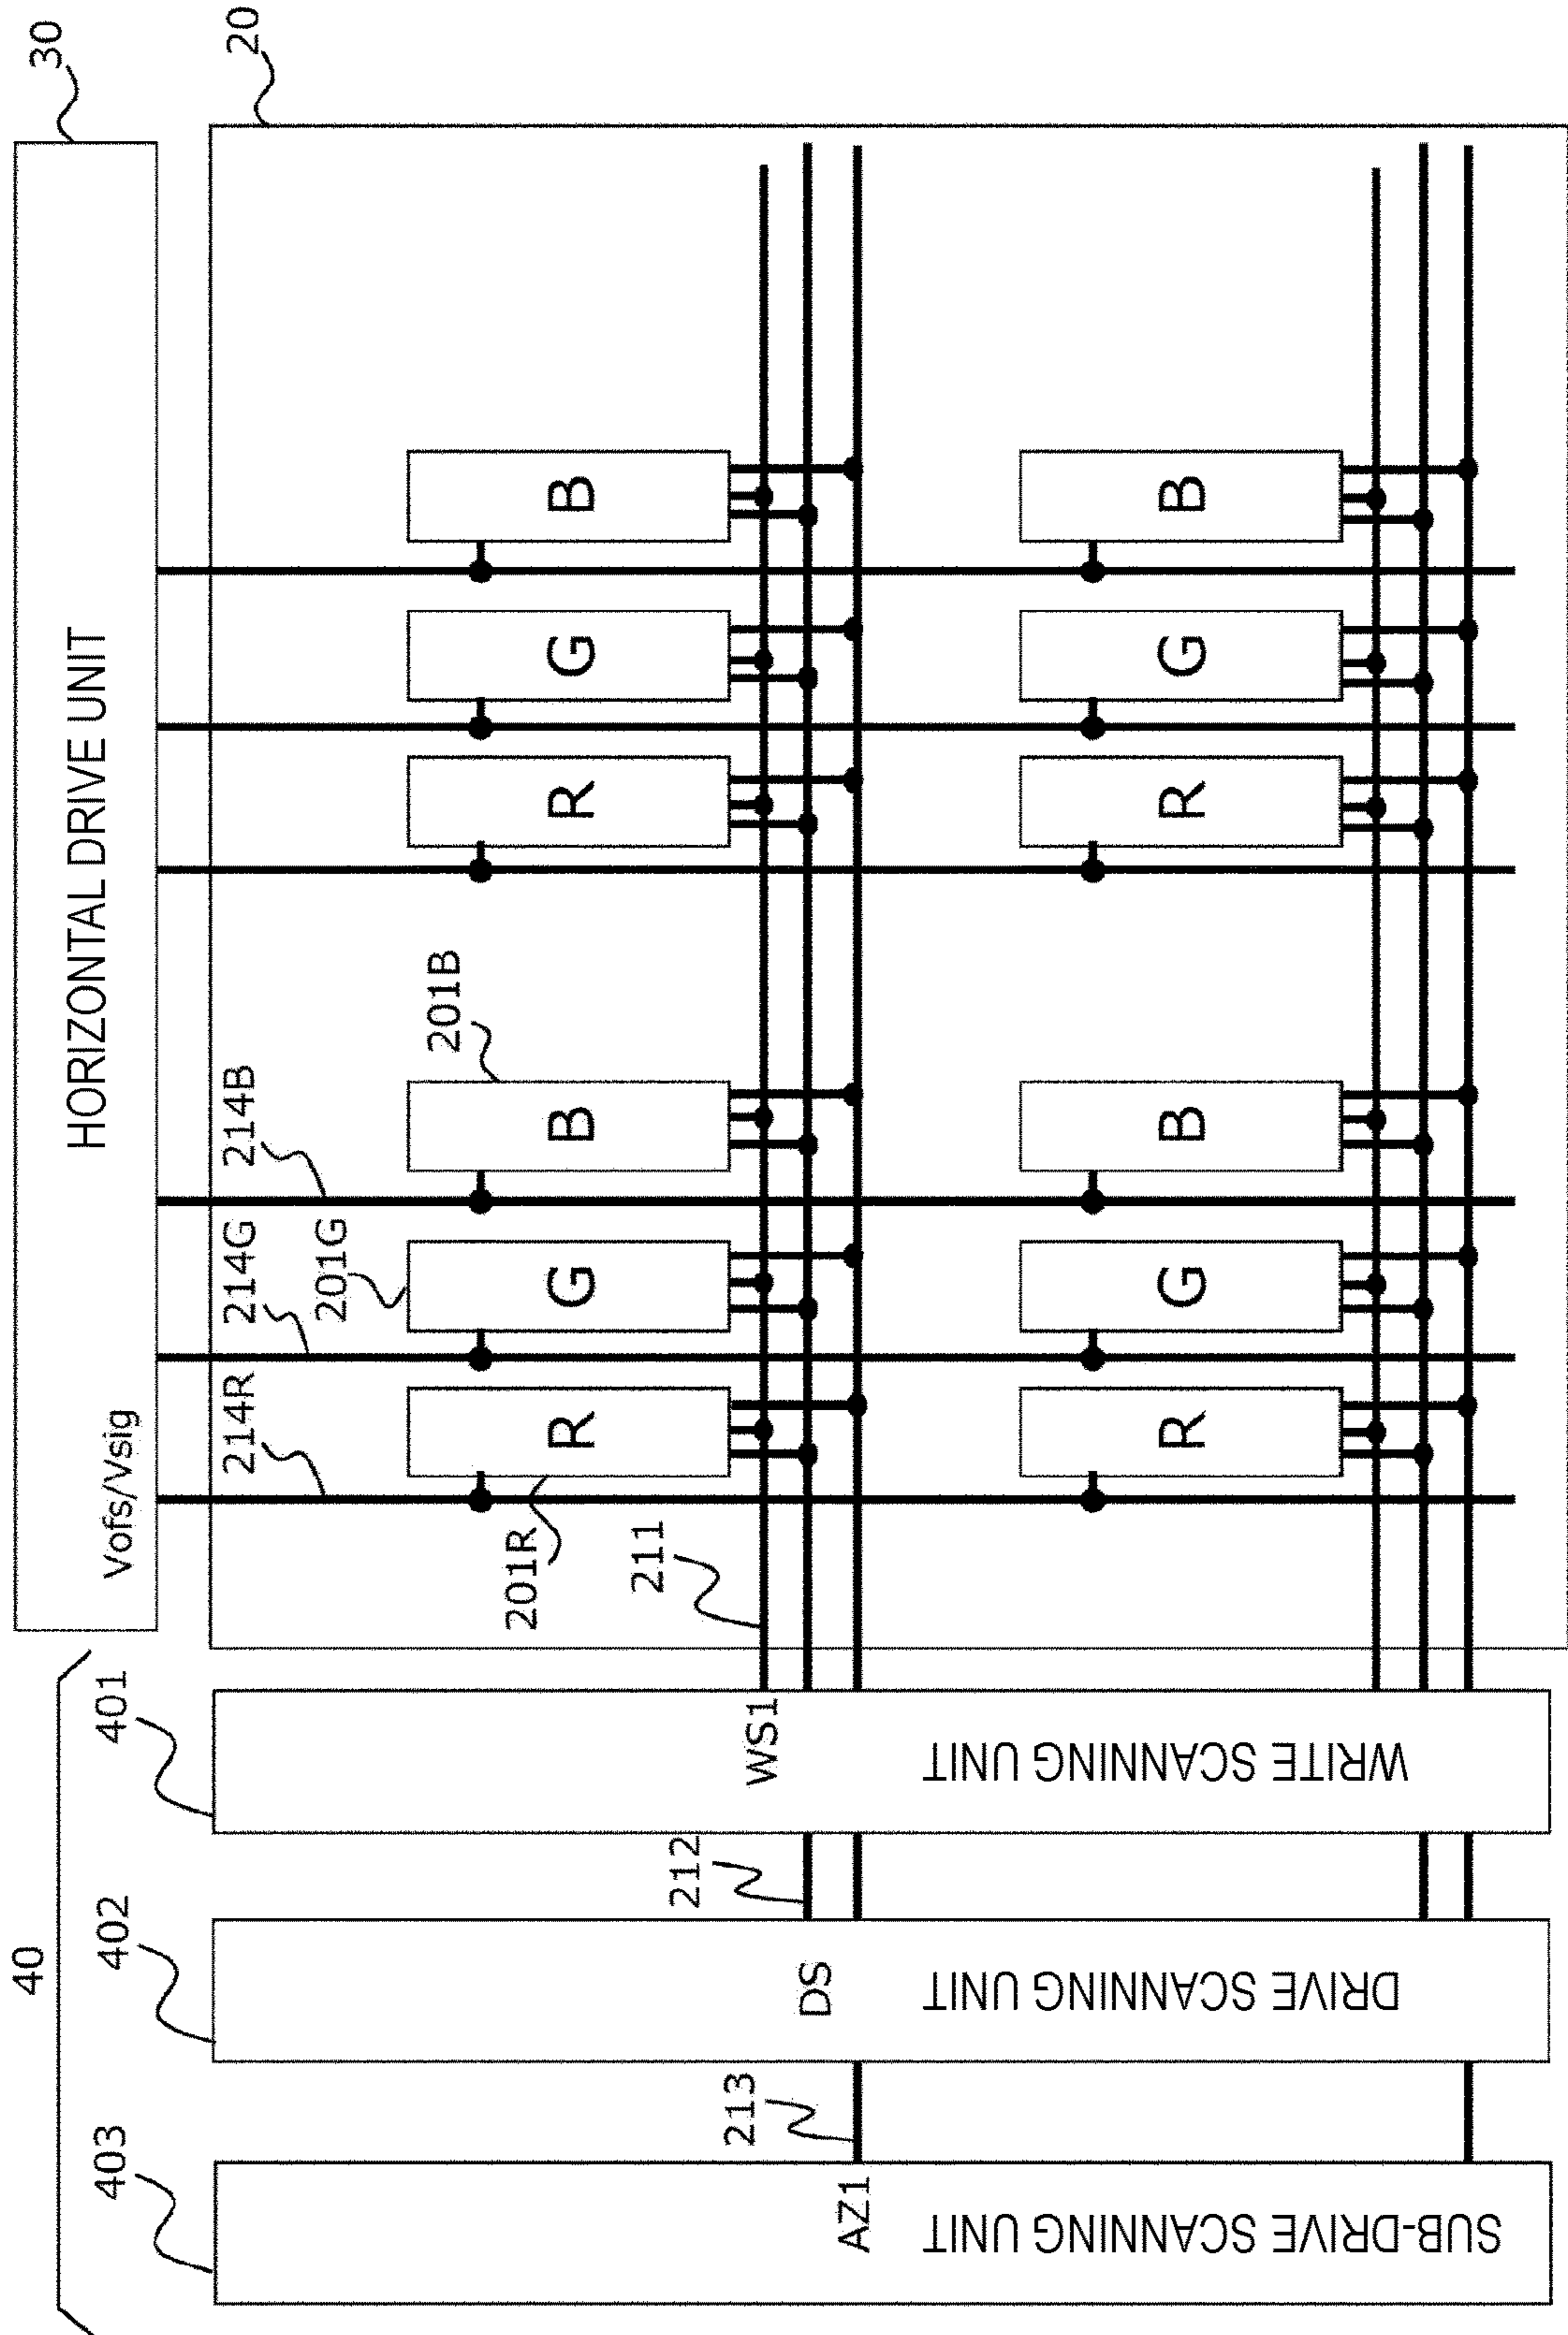 30
20
HORIZONTAL DRIVE UNIT
Vofs/Vsig
214R
214G
214B
201R
201G
201B
R G B R G B
211
R G B R G B
40
401
402
403
WS1
WRITE SCANNING UNIT
212
DS
DRIVE SCANNING UNIT
213
AZ1
SUB-DRIVE SCANNING UNIT